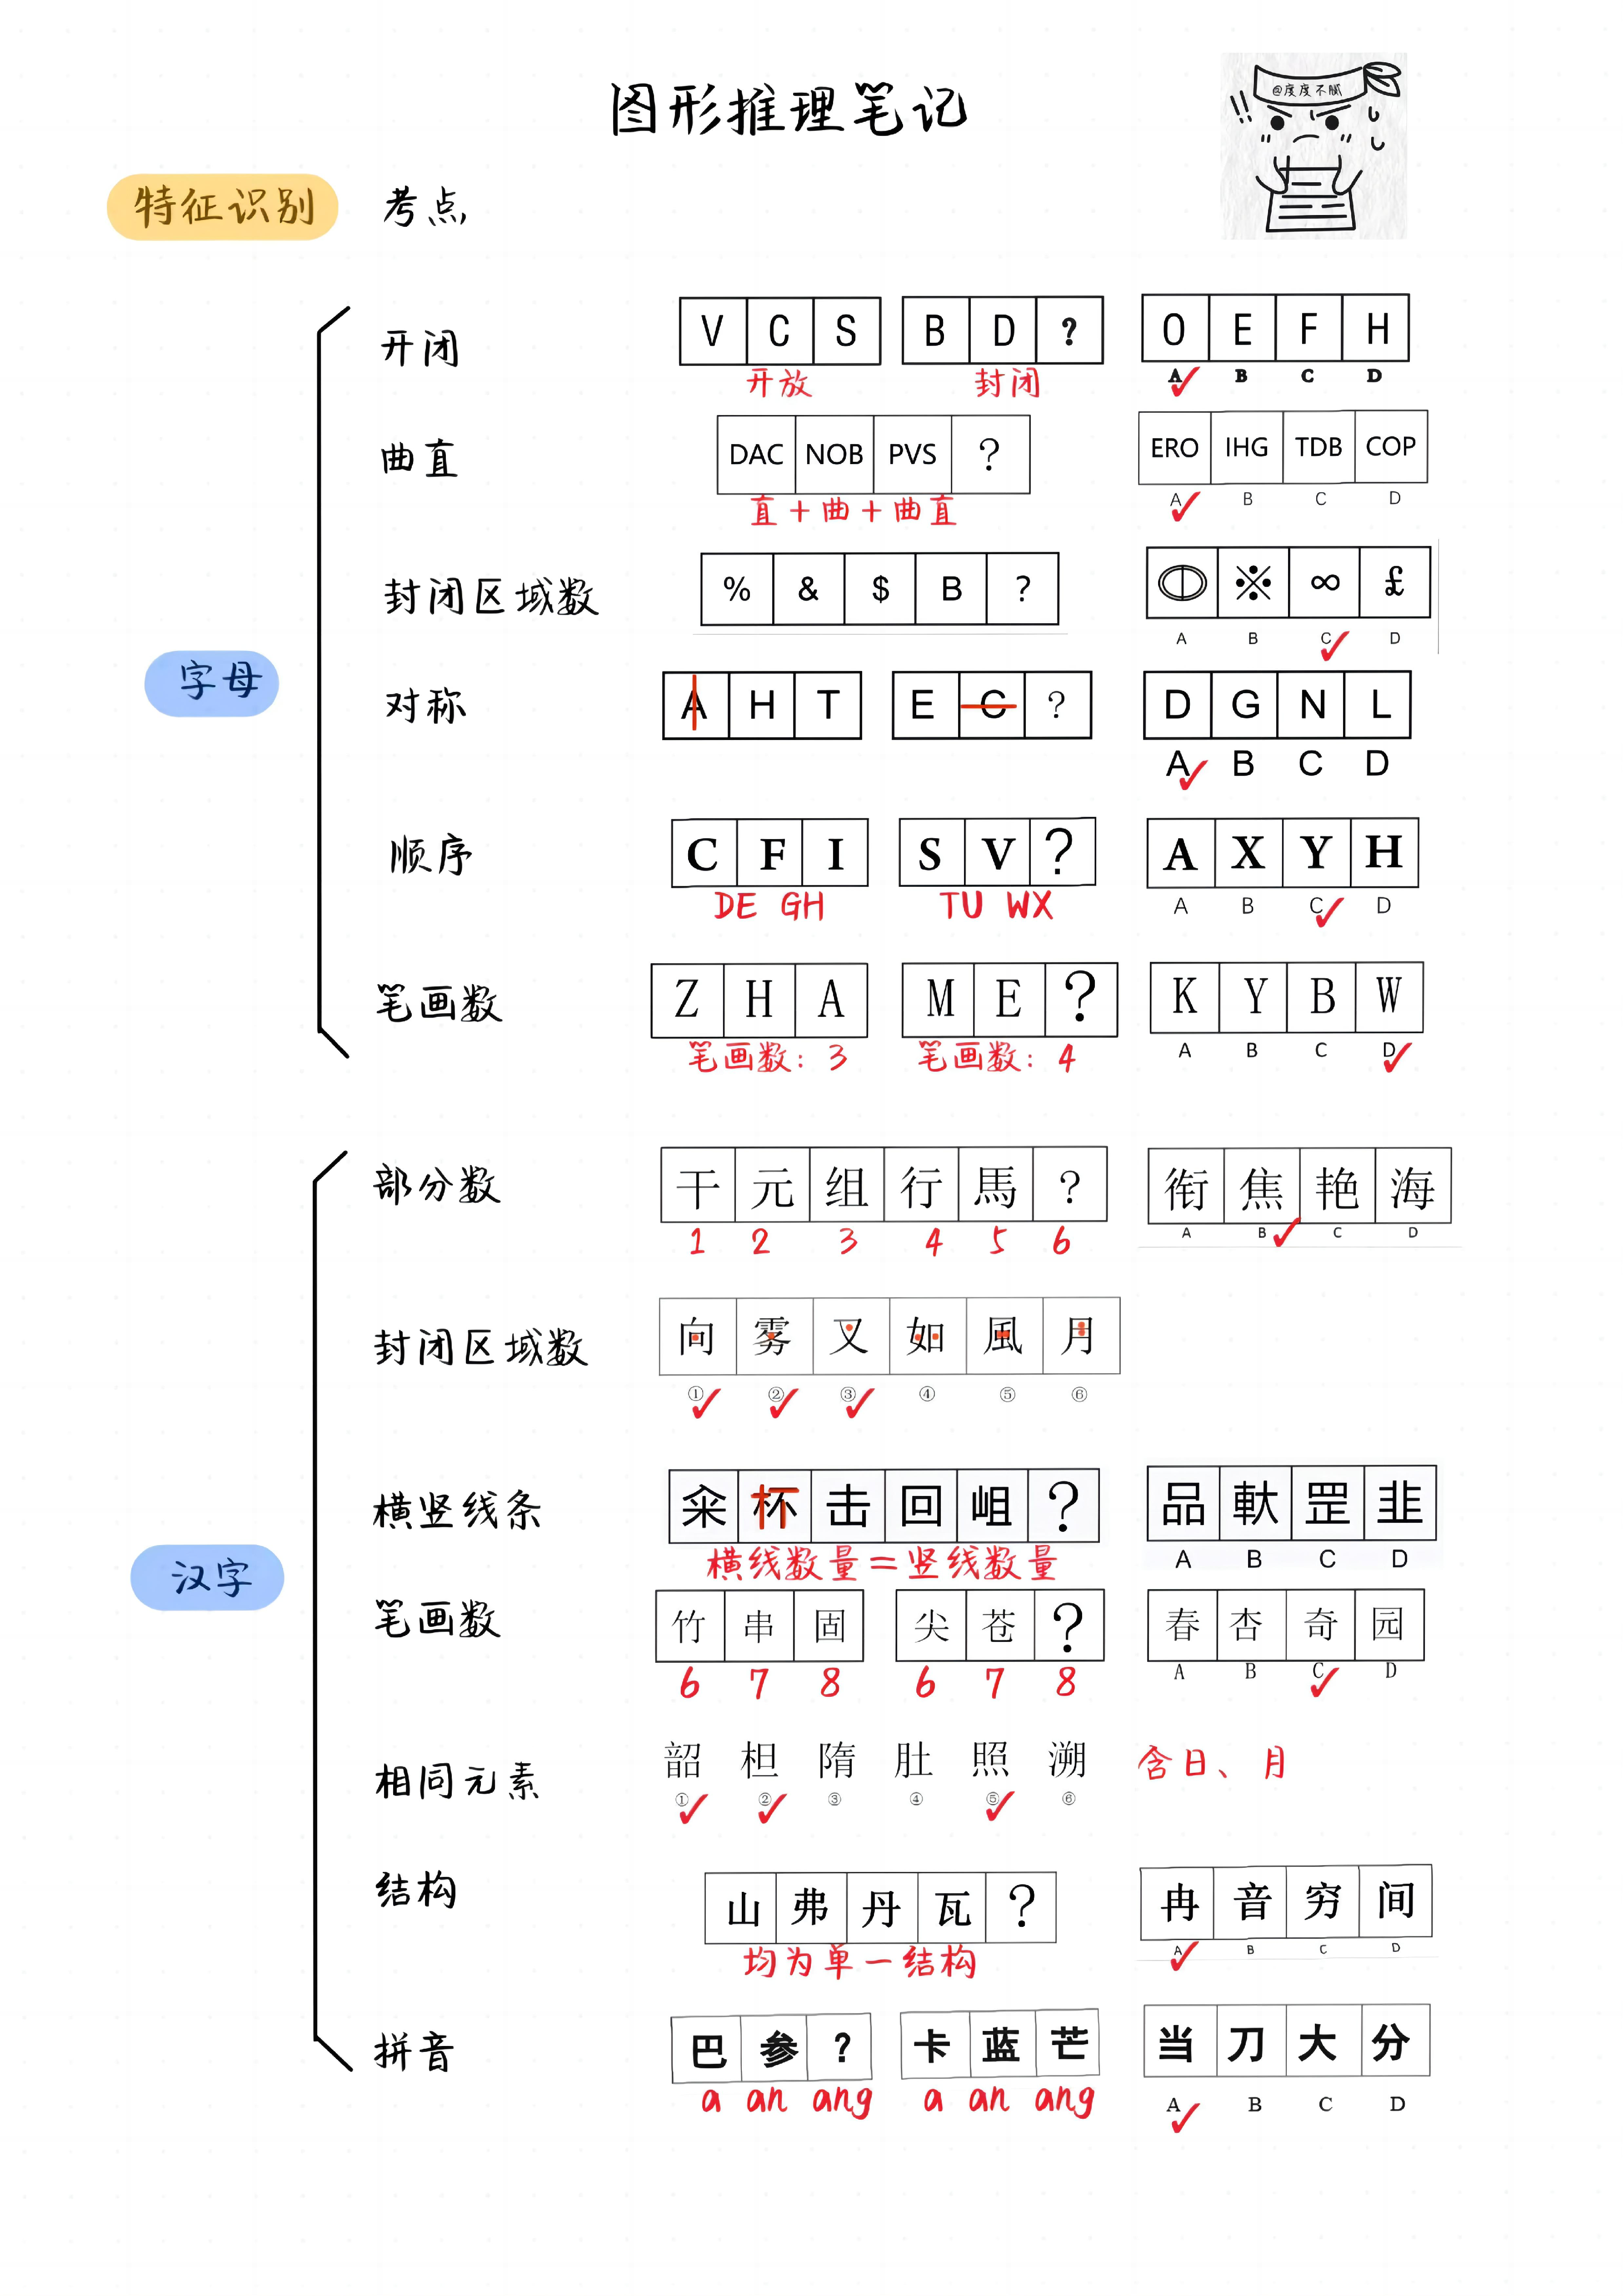 图形推理笔记
@度度不腻
特征识别 考点
字母
开闭 V C S B D ? O E F H
开放 封闭 A B C D
曲直 DAC NOB PVS ? ERO IHG TDB COP
直+曲+曲直 A B C D
封闭区域数 % & $ B ? ※ ∞ £
A B C D
对称 A H T E C ? D G N L
A B C D
顺序 C F I S V ? A X Y H
DE GH TU WX A B C D
笔画数 Z H A M E ? K Y B W
笔画数: 3 笔画数: 4 A B C D
汉字
部分数 干 元 组 行 馬 ? 衔 焦 艳 海
1 2 3 4 5 6 A B C D
封闭区域数 向 雾 又 如 風 月
① ② ③ ④ ⑤ ⑥
横竖线条 籴 杯 击 回 岨 ? 品 軑 罡 韭
横线数量=竖线数量 A B C D
笔画数 竹 串 固 尖 苍 ? 春 杏 奇 园
6 7 8 6 7 8 A B C D
相同元素 韶 柦 隋 肚 照 溯 含日、月
① ② ③ ④ ⑤ ⑥
结构 山 弗 丹 瓦 ? 冉 音 穷 间
均为单一结构 A B C D
拼音 巴 参 ? 卡 蓝 芒 当 刀 大 分
a an ang a an ang A B C D